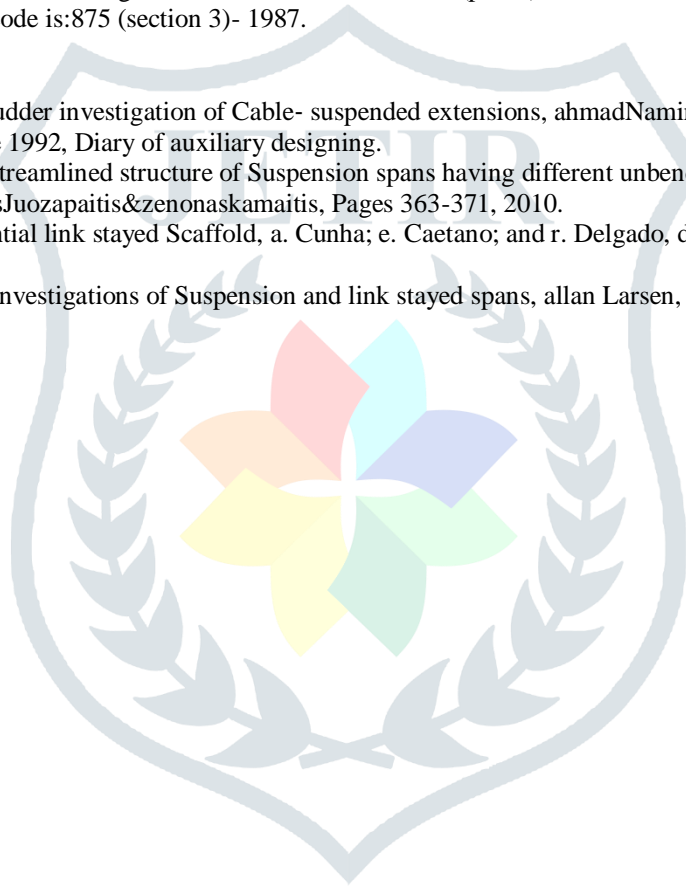 ode is:875 (section 3)- 1987.
udder investigation of Cable- suspended extensions, ahmadNamin
1992, Diary of auxiliary designing.
treamlined structure of Suspension spans having different unben
sJuozapaitis&zenonaskamaitis, Pages 363-371, 2010.
ntial link stayed Scaffold, a. Cunha; e. Caetano; and r. Delgado, d
nvestigations of Suspension and link stayed spans, allan Larsen,
JETIR